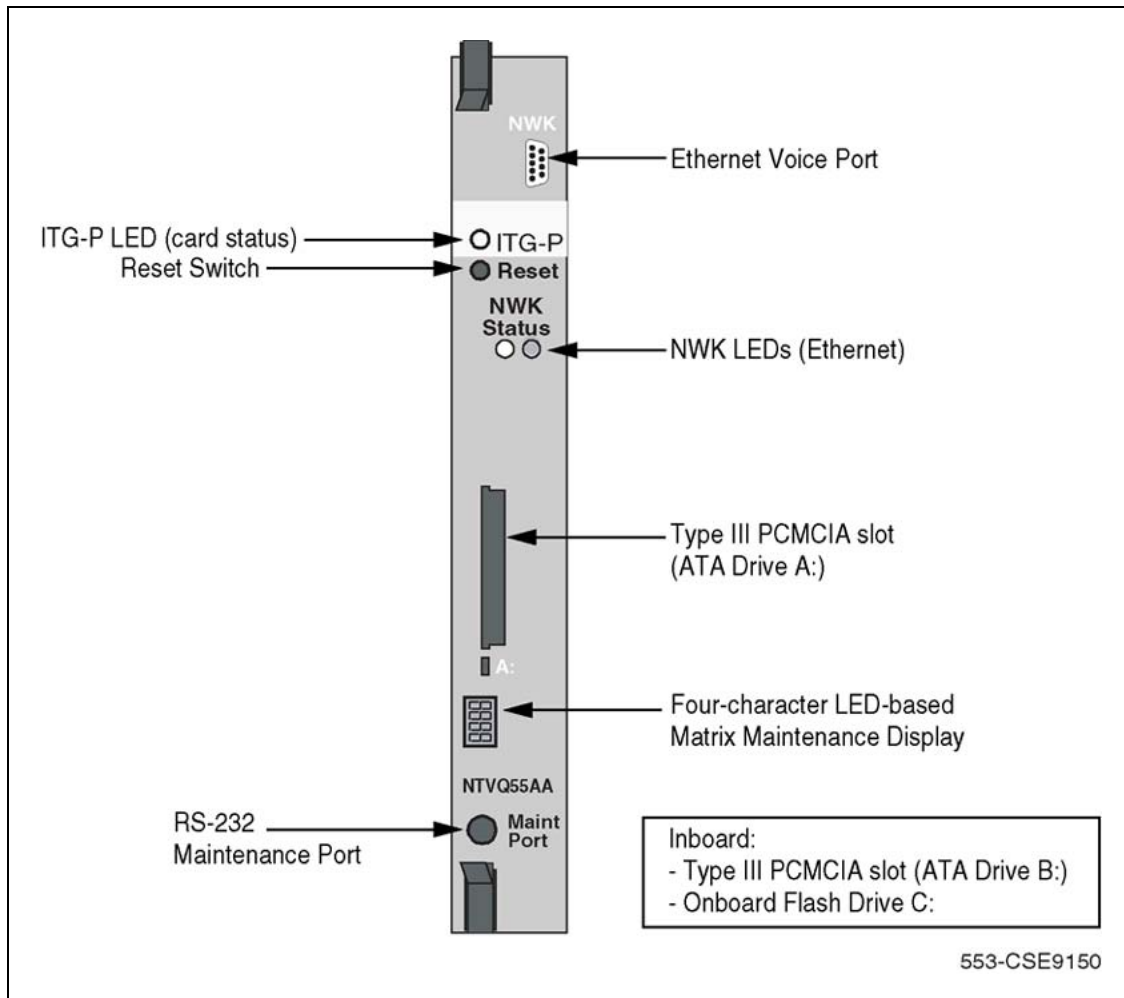 NWK
Ethernet Voice Port
ITG-P LED (card status)
ITG-P
Reset Switch
Reset
NWK
Status
NWK LEDs (Ethernet)
Type III PCMCIA slot
(ATA Drive A:)
A:
Four-character LED-based
Matrix Maintenance Display
NTVQ55AA
RS-232
Maintenance Port
Maint
Port
Inboard:
- Type III PCMCIA slot (ATA Drive B:)
- Onboard Flash Drive C:
553-CSE9150